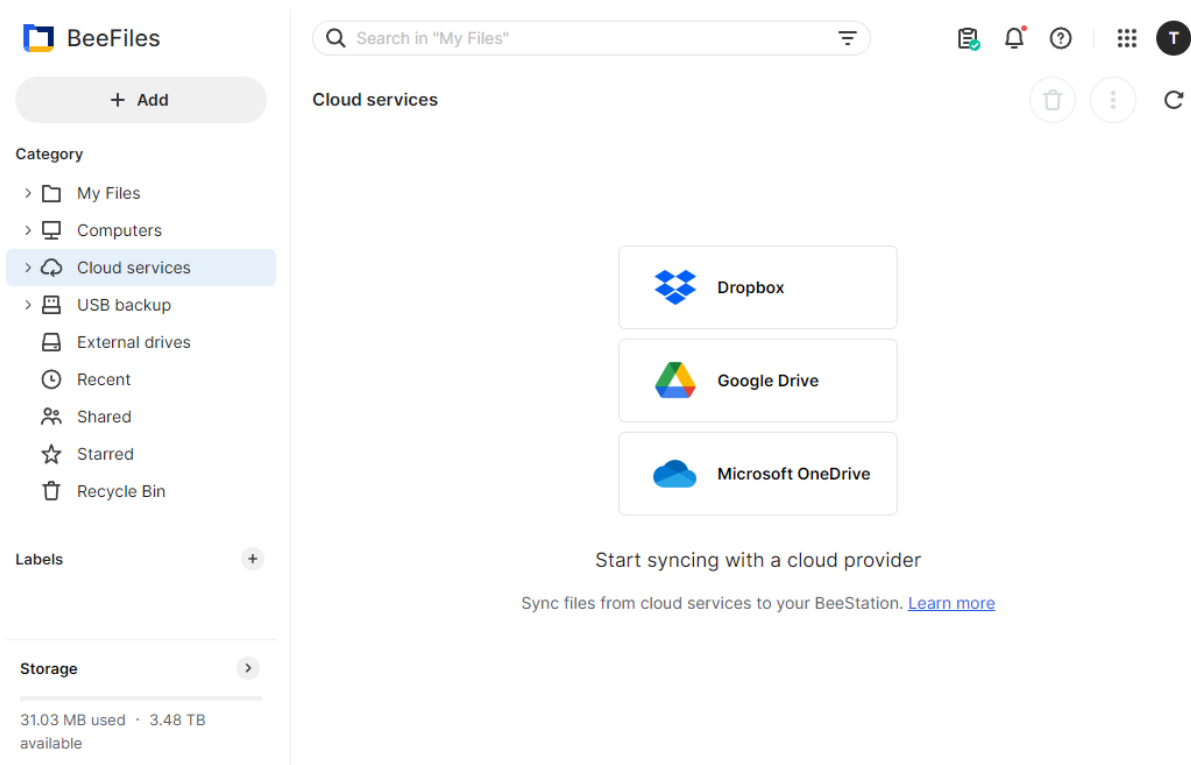 BeeFiles
Search in "My Files"
T
+ Add
Cloud services
Category
My Files
Computers
Cloud services
USB backup
External drives
Recent
Shared
Starred
Recycle Bin
Labels
Dropbox
Google Drive
Microsoft OneDrive
Start syncing with a cloud provider
Sync files from cloud services to your BeeStation. Learn more
Storage
31.03 MB used · 3.48 TB
available